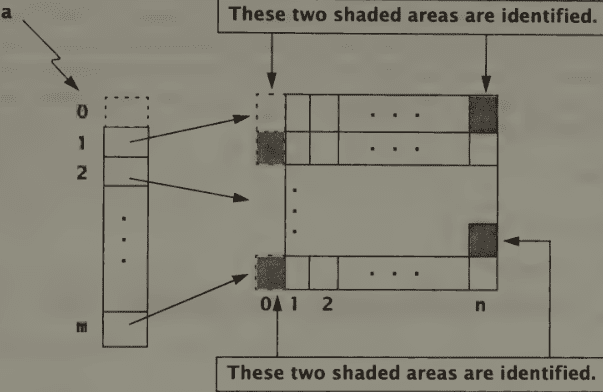 a
These two shaded areas are identified.
0
1
2
m
0 1 2 n
These two shaded areas are identified.